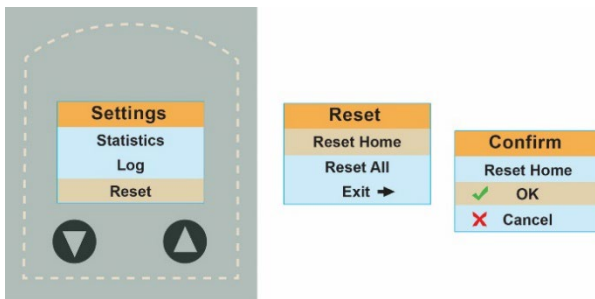 Settings
Statistics
Log
Reset
Reset
Reset Home
Reset All
Exit
Confirm
Reset Home
OK
Cancel